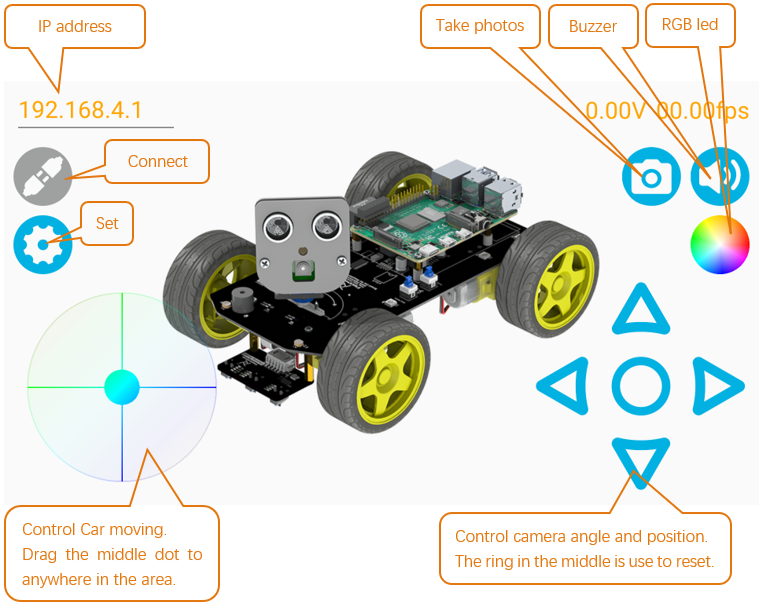 IP address
Take photos
Buzzer
RGB led
192.168.4.1
0.00V 00.00fps
Connect
Set
Control Car moving.
Drag the middle dot to
anywhere in the area.
Control camera angle and position.
The ring in the middle is use to reset.